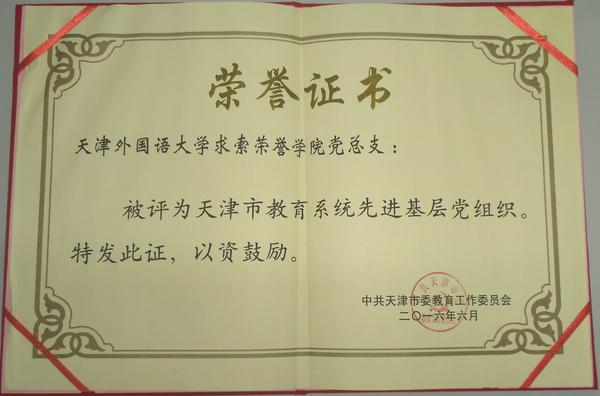 荣誉证书
天津外国语大学求索荣誉学院党总支：
被评为天津市教育系统先进基层党组织。
特发此证，以资鼓励。
中共天津市委教育工作委员会
二〇一六年六月